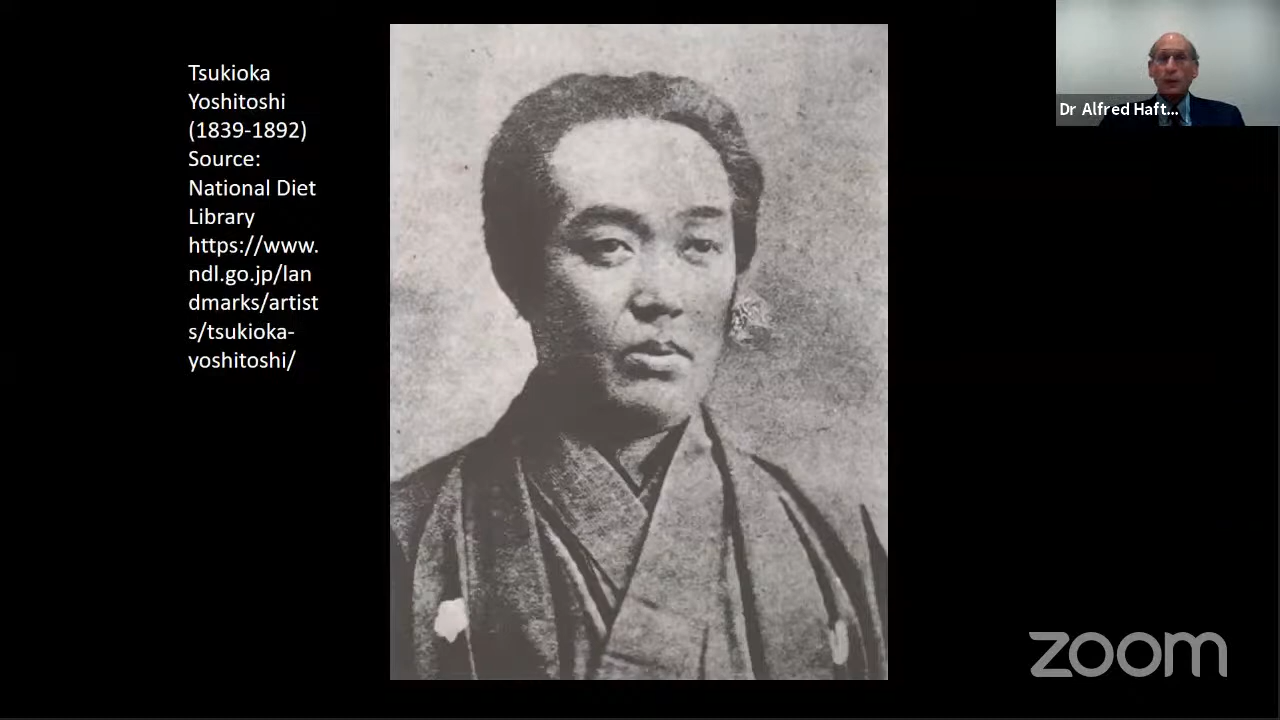 Tsukioka
Yoshitoshi
(1839-1892)
Source:
National Diet
Library
https://www.
ndl.go.jp/lan
dmarks/artist
s/tsukioka-
yoshitoshi/
Dr Alfred Haft...
zoom